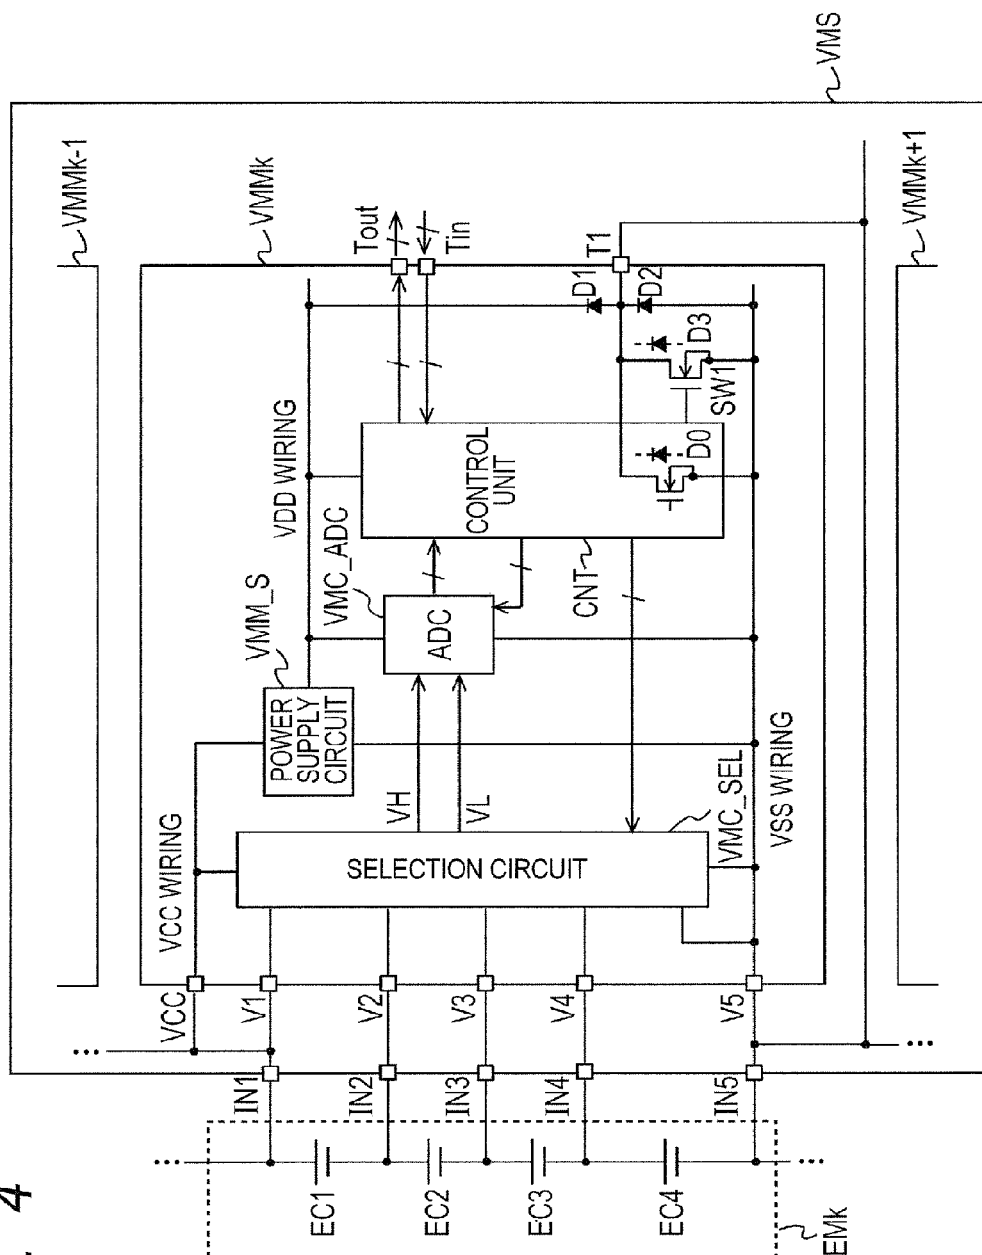 4
VMS
VMMk-1
VMMk
VMMk+1
Tout
Tin
T1
D1
D2
D3
SW1
D0
VDD WIRING
CONTROL
UNIT
CNT
VMC_ADC
ADC
VMM_S
POWER
SUPPLY
CIRCUIT
VH
VL
VCC WIRING
SELECTION CIRCUIT
VMC_SEL
VSS WIRING
VCC
V1
V2
V3
V4
V5
...
...
IN1
IN2
IN3
IN4
IN5
...
...
EC1
EC2
EC3
EC4
EMk